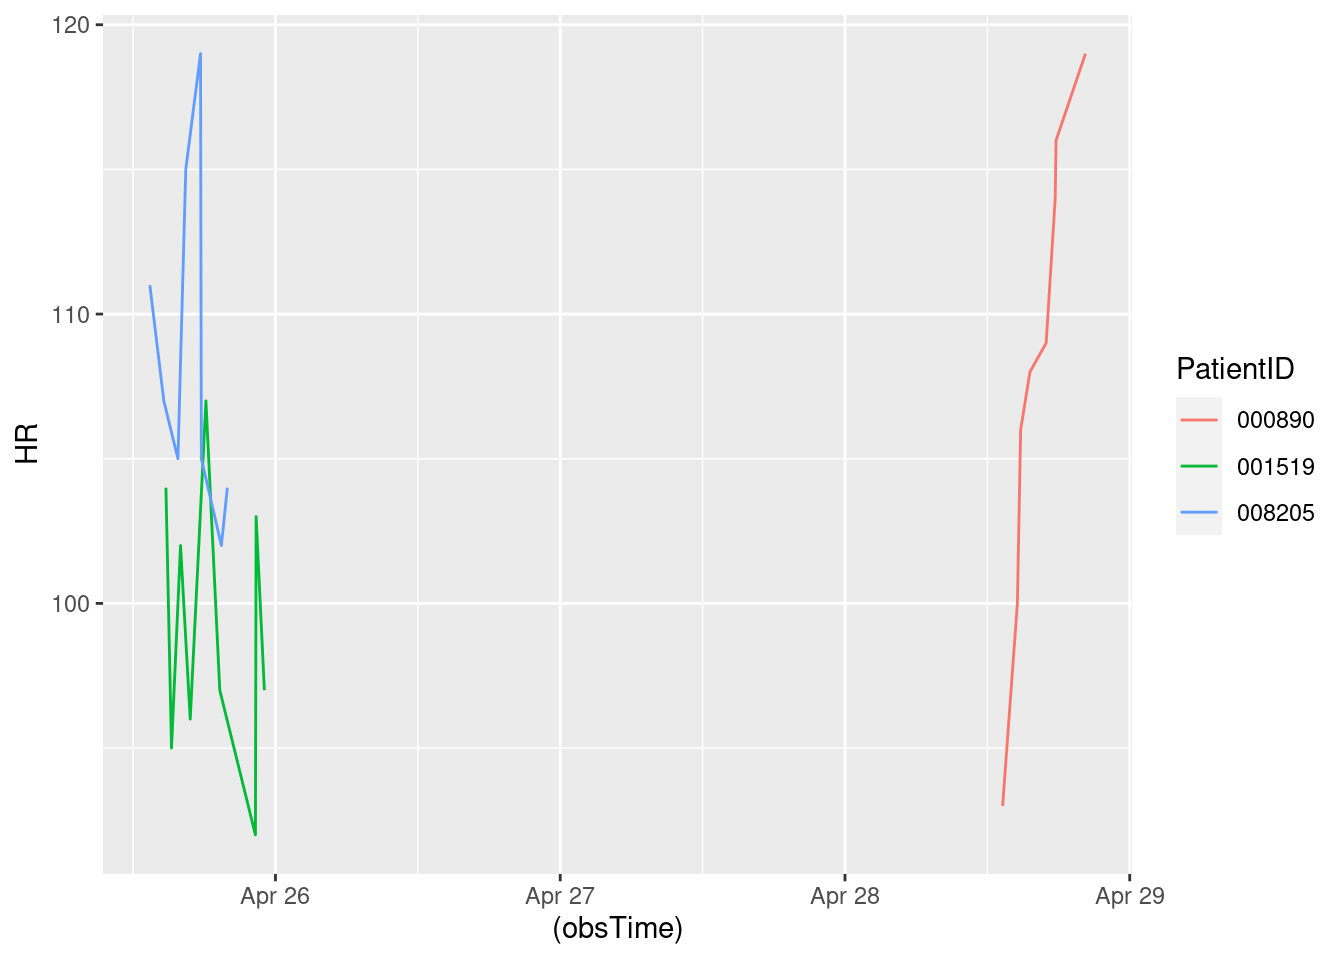 120
110
100
HR
Apr 26
Apr 27
Apr 28
Apr 29
(obsTime)
PatientID
000890
001519
008205